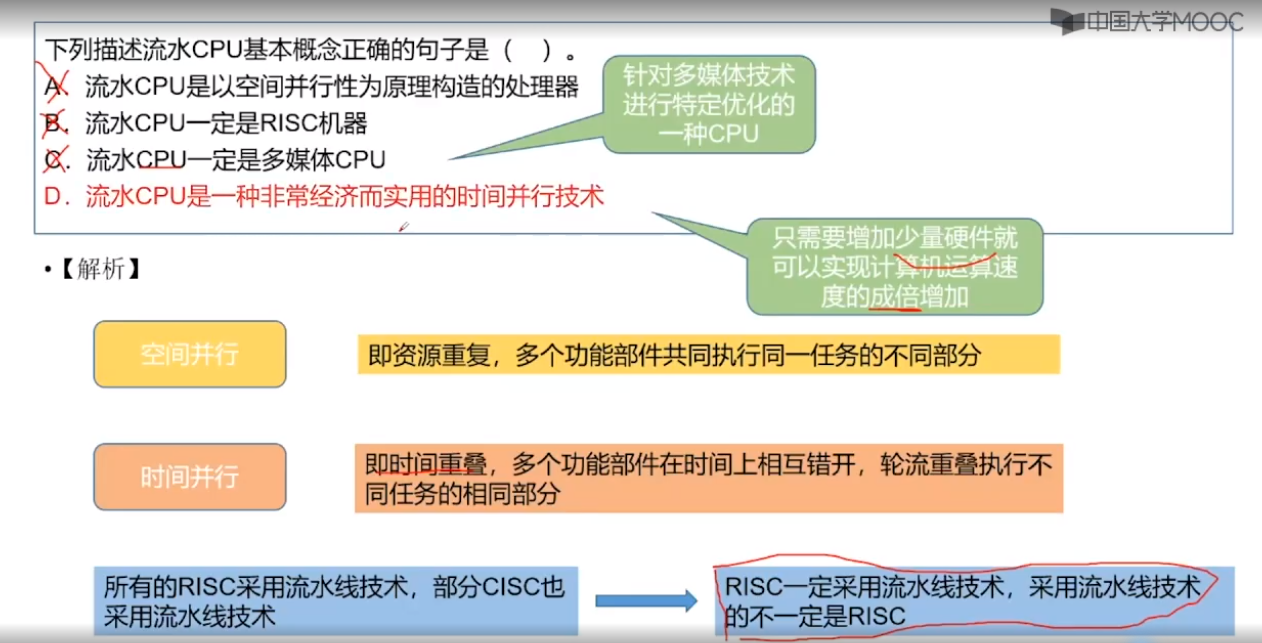 中国大学MOOC
下列描述流水CPU基本概念正确的句子是（ ）。
A. 流水CPU是以空间并行性为原理构造的处理器
B. 流水CPU一定是RISC机器
C. 流水CPU一定是多媒体CPU
D. 流水CPU是一种非常经济而实用的时间并行技术
针对多媒体技术
进行特定优化的
一种CPU
只需要增加少量硬件就
可以实现计算机运算速
度的成倍增加
•【解析】
空间并行
即资源重复，多个功能部件共同执行同一任务的不同部分
时间并行
即时间重叠，多个功能部件在时间上相互错开，轮流重叠执行不
同任务的相同部分
所有的RISC采用流水线技术，部分CISC也
采用流水线技术
RISC一定采用流水线技术，采用流水线技术
的不一定是RISC